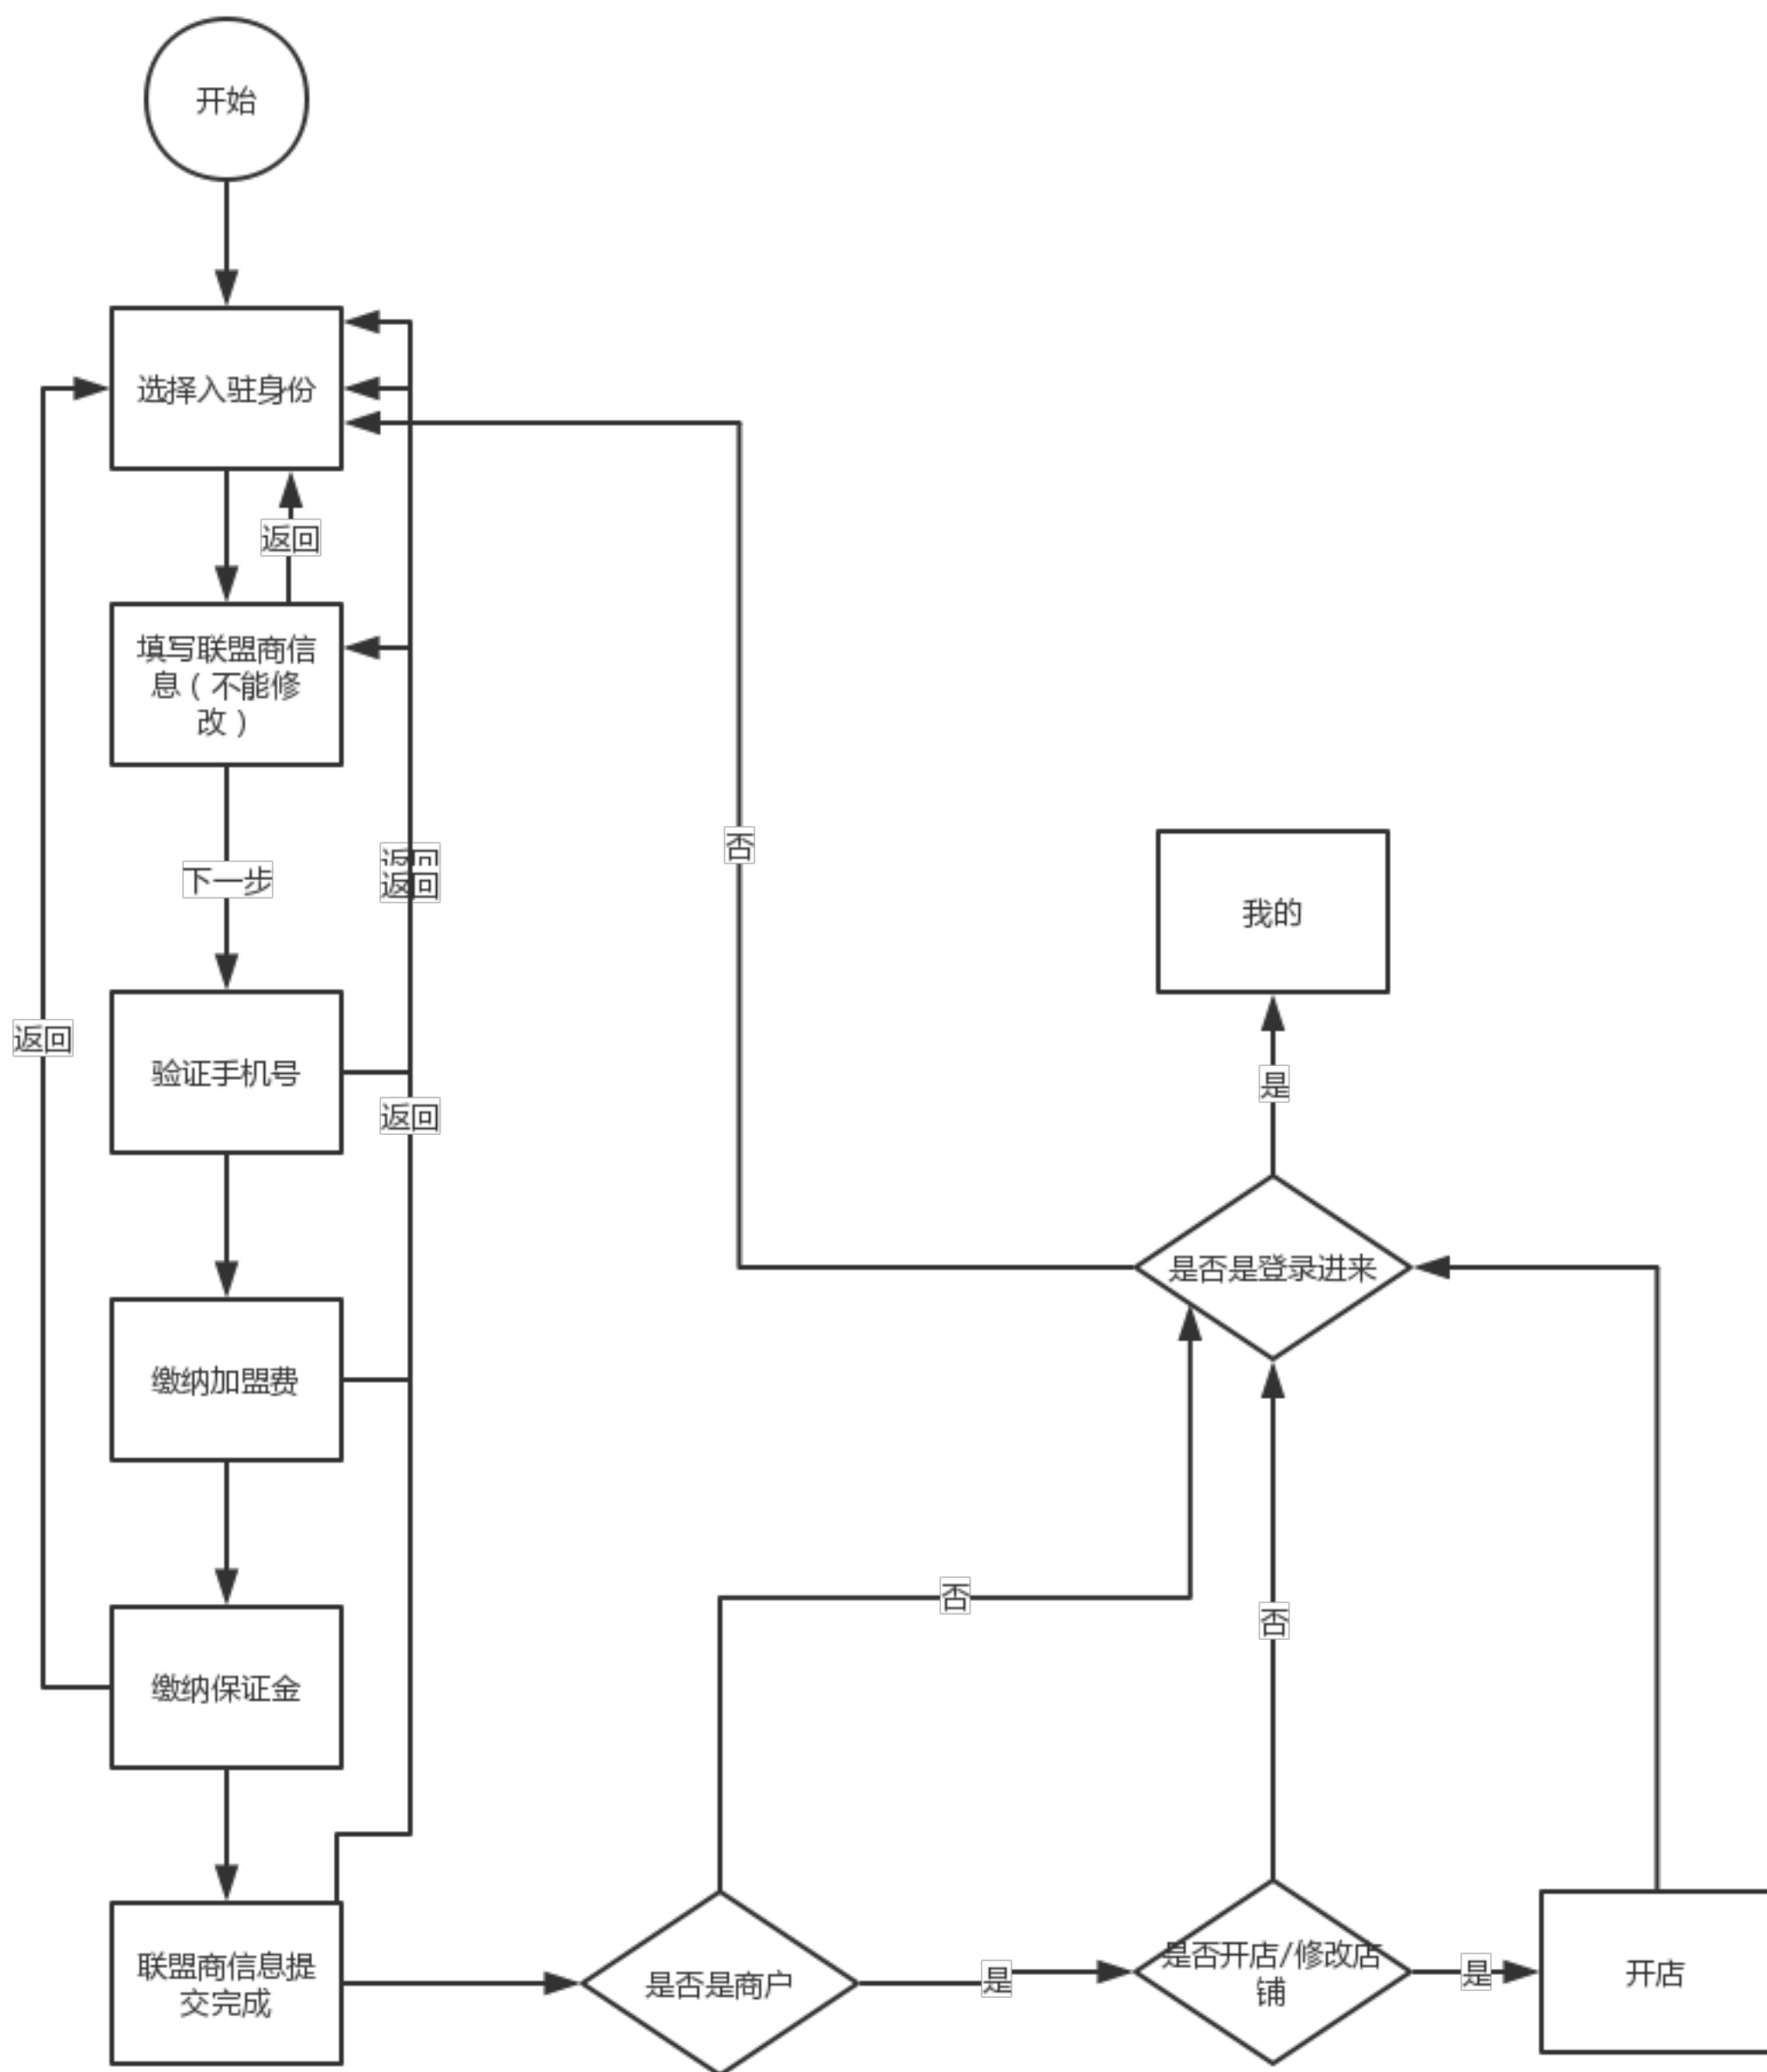 开始
选择入驻身份
返回
填写联盟商信
息（不能修
改）
否
返回
返回
下一步
我的
返回
验证手机号
是
返回
是否是登录进来
缴纳加盟费
否
否
缴纳保证金
是否开店/修改店
铺
联盟商信息提
交完成
是否是商户
是
是
开店